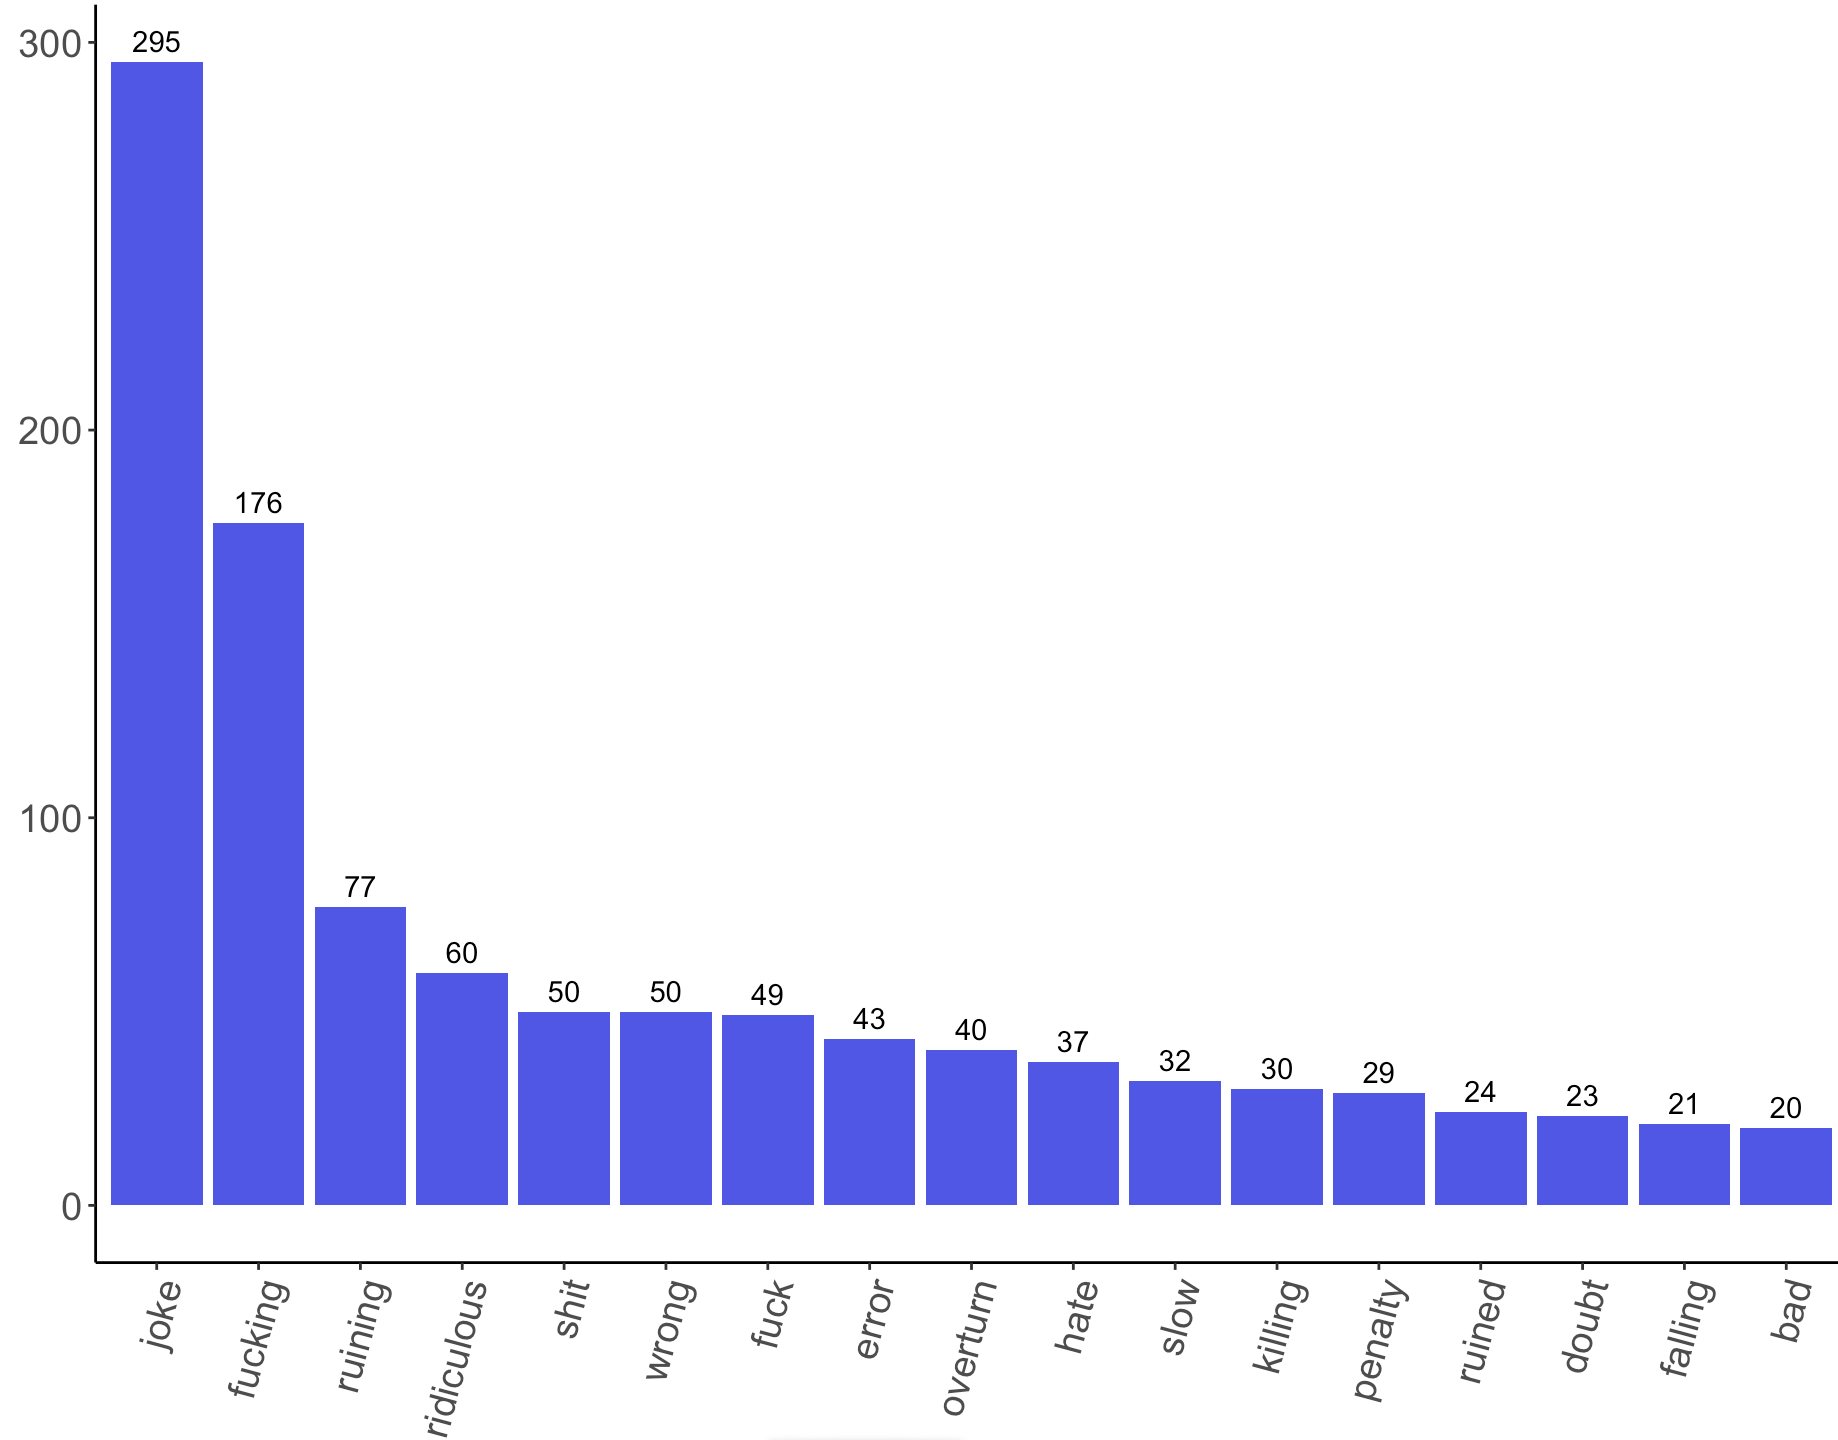 300
200
100
0
295
176
77
60
50
50
49
43
40
37
32
30
29
24
23
21
20
joke
fucking
ruining
ridiculous
shit
wrong
fuck
error
overturn
hate
slow
killing
penalty
ruined
doubt
falling
bad